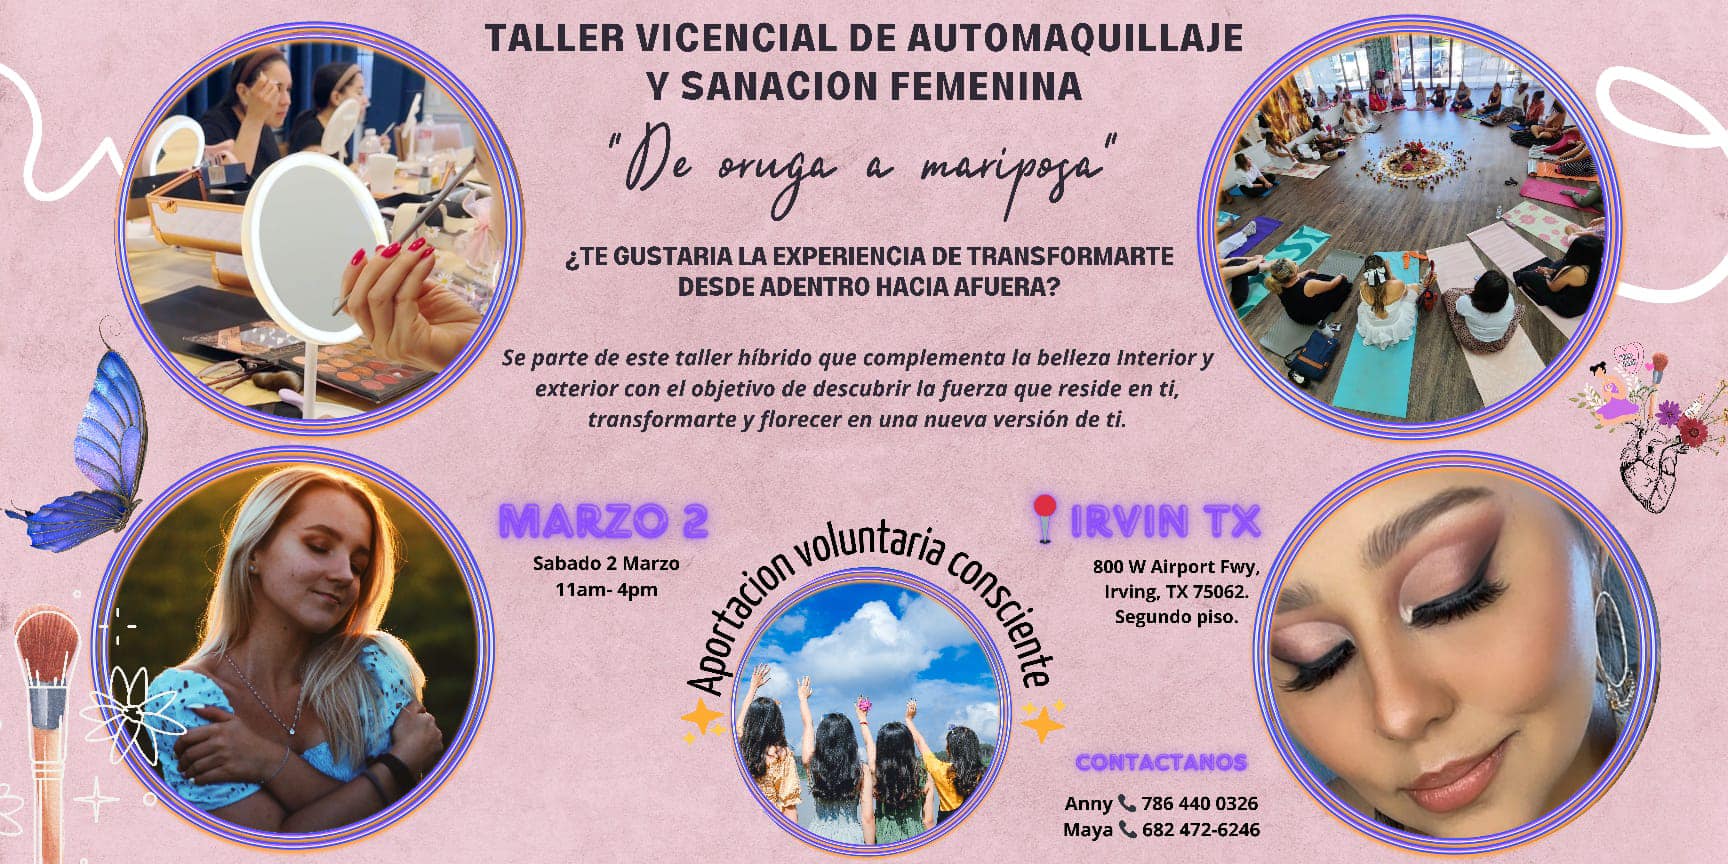 TALLER VICENCIAL DE AUTOMAQUILLAJE
Y SANACION FEMENINA
"De oruga a mariposa"
¿TE GUSTARIA LA EXPERIENCIA DE TRANSFORMARTE
DESDE ADENTRO HACIA AFUERA?
Se parte de este taller híbrido que complementa la belleza Interior y
exterior con el objetivo de descubrir la fuerza que reside en ti,
transformarte y florecer en una nueva versión de ti.
MARZO 2
Sabado 2 Marzo
11am- 4pm
Aportacion voluntaria consciente
IRVIN TX
800 W Airport Fwy,
Irving, TX 75062.
Segundo piso.
CONTACTANOS
Anny 📞 786 440 0326
Maya 📞 682 472-6246